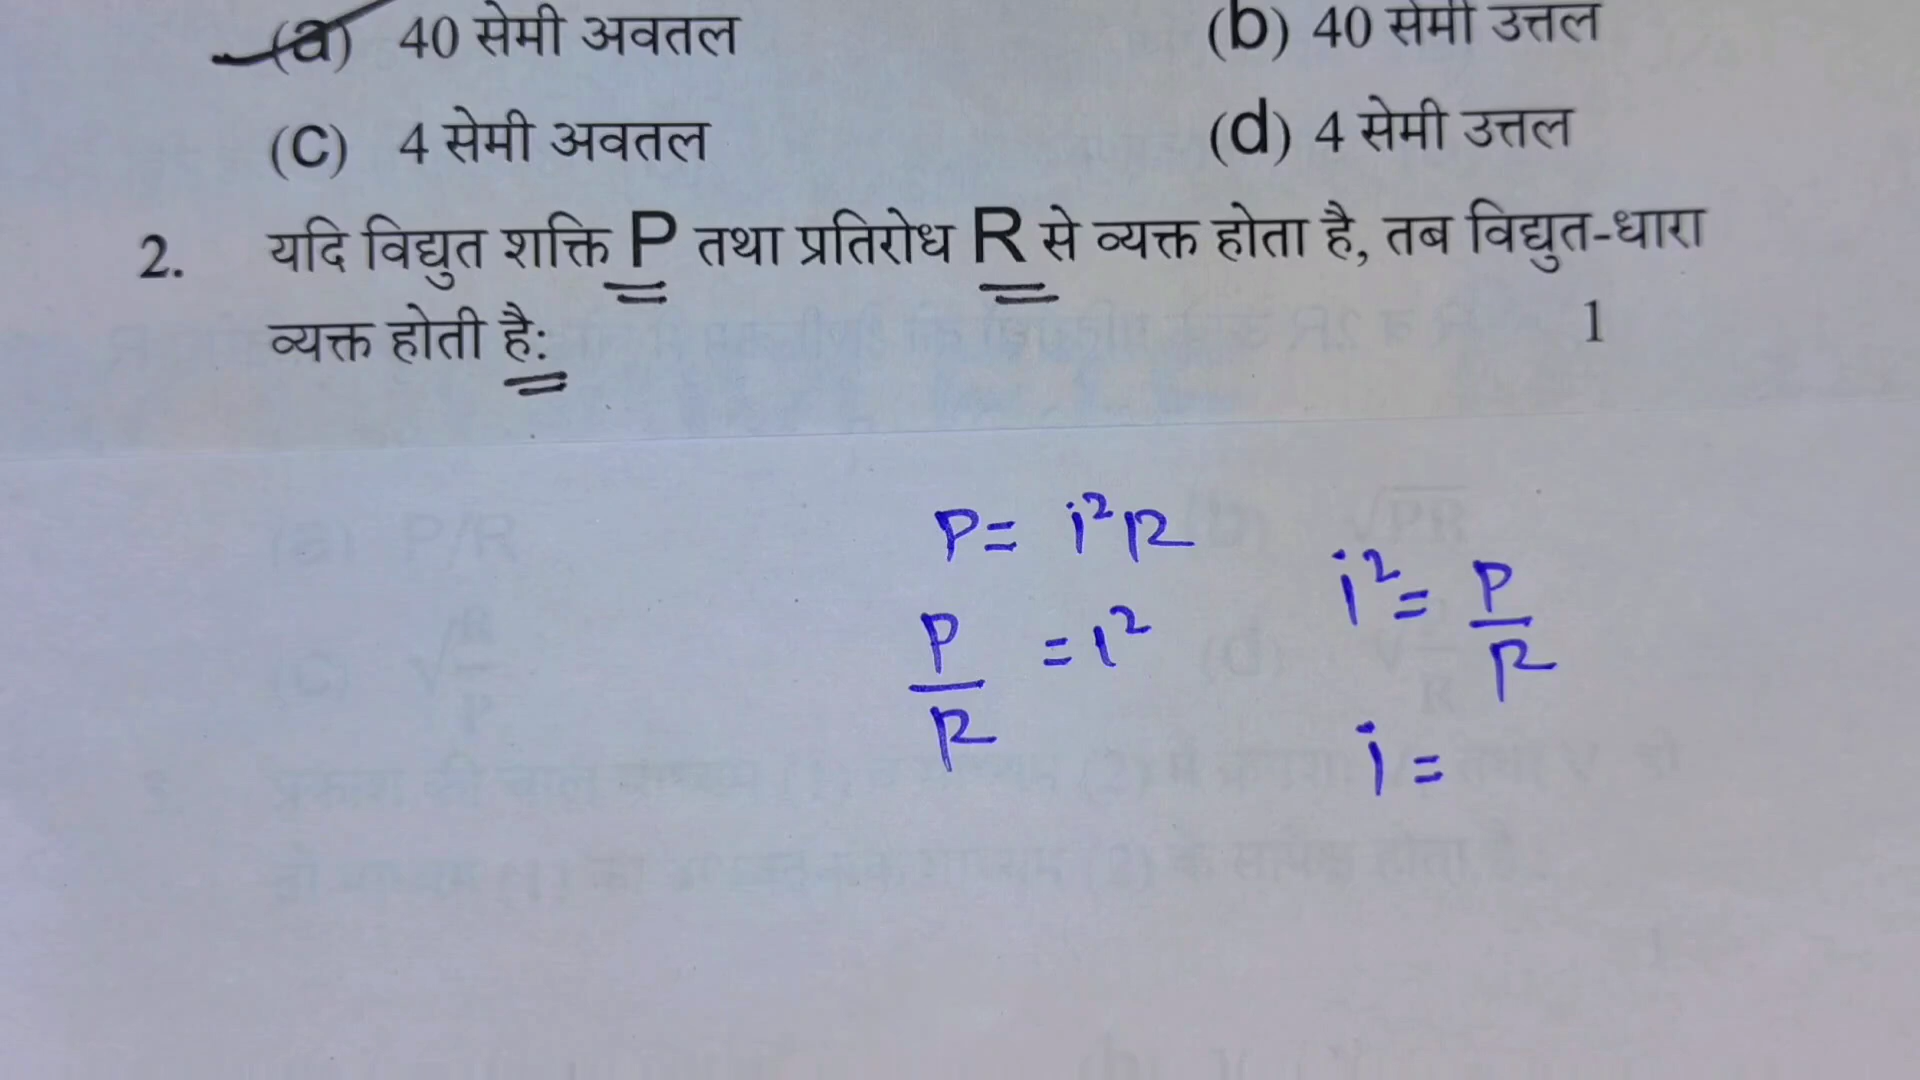 (a) 40 सेमी अवतल (b) 40 सेमी उत्तल
(c) 4 सेमी अवतल (d) 4 सेमी उत्तल
2. यदि विद्युत शक्ति P तथा प्रतिरोध R से व्यक्त होता है, तब विद्युत-धारा
व्यक्त होती है: 1
P = i²R
P/R = i²
i² = P/R
i =
(a) P/R (b) √PR
(c) √R/P (d)